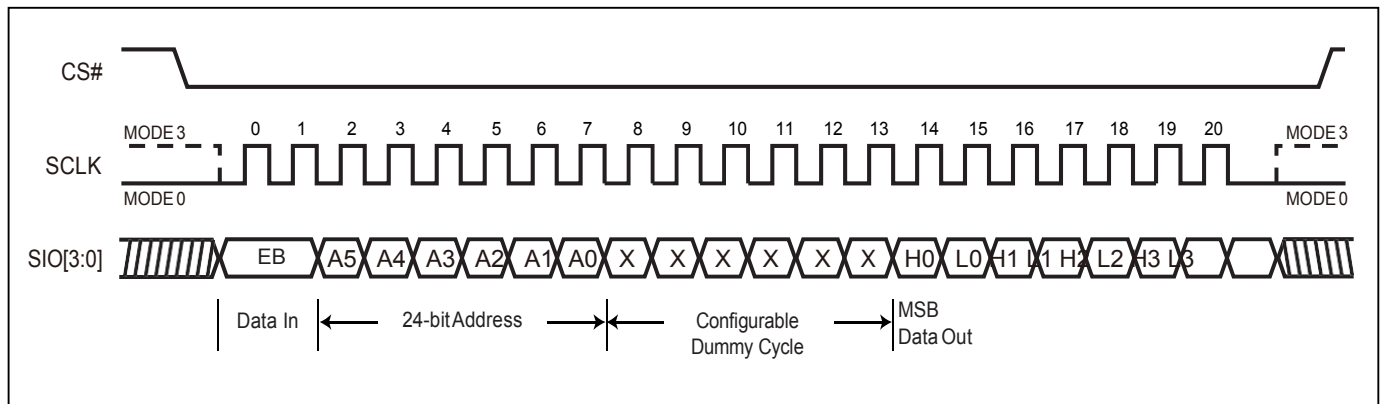 CS#
MODE 3 0 1 2 3 4 5 6 7 8 9 10 11 12 13 14 15 16 17 18 19 20 MODE 3
SCLK
MODE 0 MODE 0
SIO[3:0] EB A5 A4 A3 A2 A1 A0 X X X X X X H0 L0 H1 L1 H2 L2 H3 L3
Data In 24-bit Address Configurable MSB
Dummy Cycle Data Out